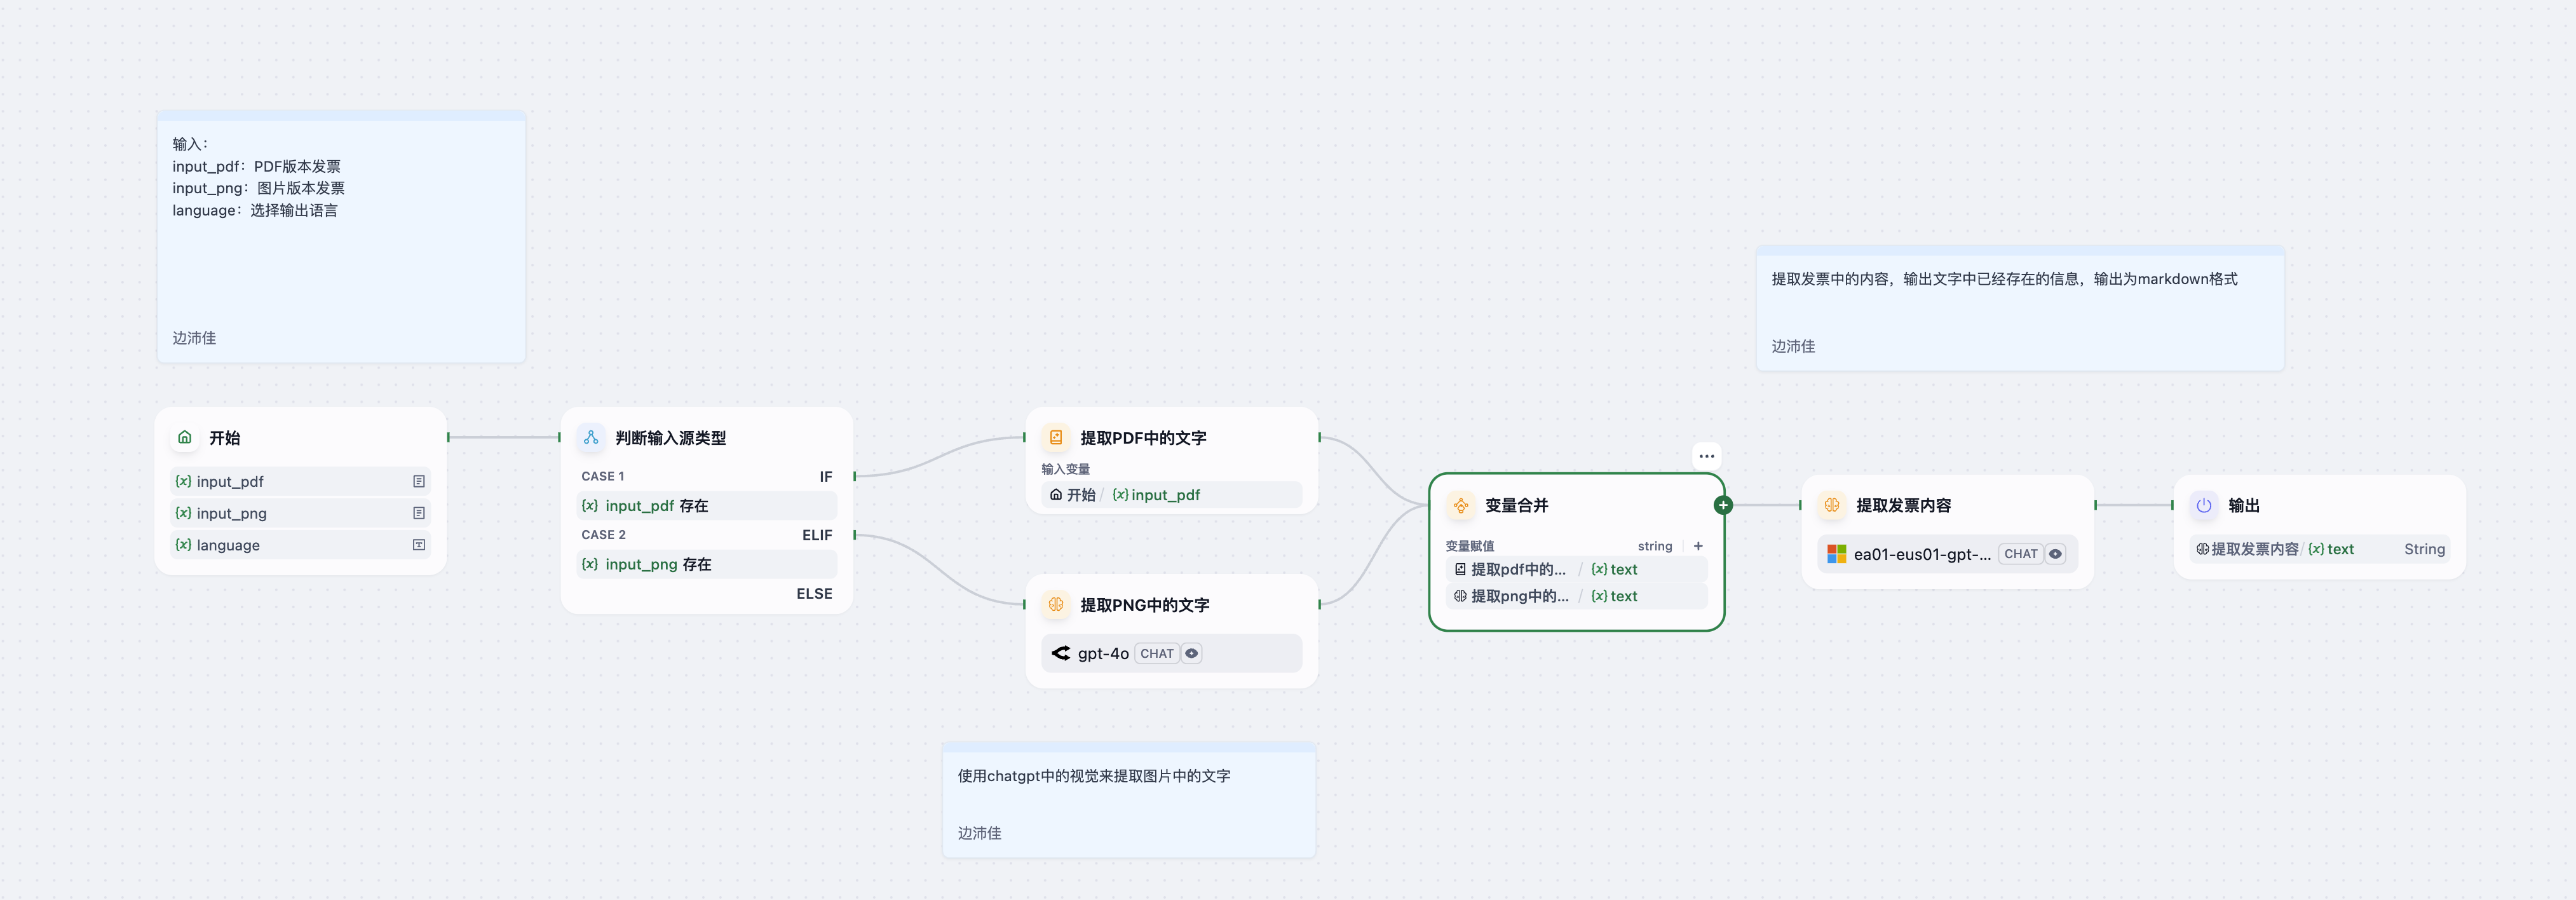 输入：
input_pdf：PDF版本发票
input_png：图片版本发票
language：选择输出语言
边沛佳
提取发票中的内容，输出文字中已经存在的信息，输出为markdown格式
边沛佳
开始
{x} input_pdf
{x} input_png
{x} language
判断输入源类型
CASE 1 IF
{x} input_pdf 存在
CASE 2 ELIF
{x} input_png 存在
ELSE
提取PDF中的文字
输入变量
开始 / {x} input_pdf
提取PNG中的文字
gpt-4o CHAT
变量合并
变量赋值 string +
提取pdf中的... / {x} text
提取png中的... / {x} text
提取发票内容
ea01-eus01-gpt-... CHAT
输出
提取发票内容 / {x} text String
使用chatgpt中的视觉来提取图片中的文字
边沛佳